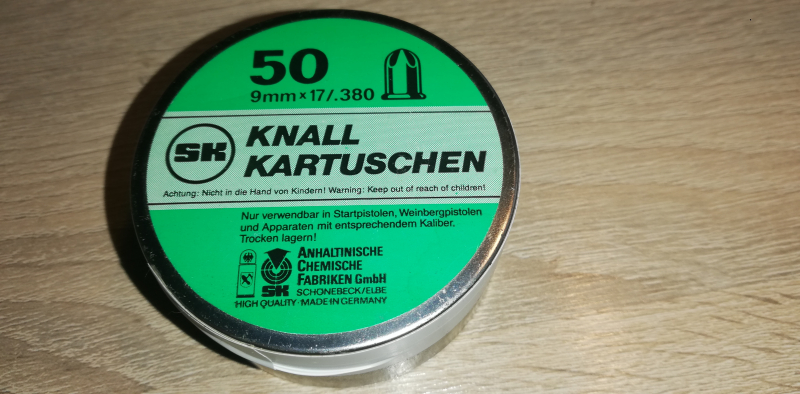 50
9mm×17/.380
SK
KNALL
KARTUSCHEN
Achtung: Nicht in die Hand von Kindern! Warning: Keep out of reach of children!
Nur verwendbar in Startpistolen, Weinbergpistolen
und Apparaten mit entsprechendem Kaliber.
Trocken lagern!
ANHALTINISCHE
CHEMISCHE
FABRIKEN GmbH
SK SCHÖNEBECK/ELBE
HIGH QUALITY·MADE IN GERMANY